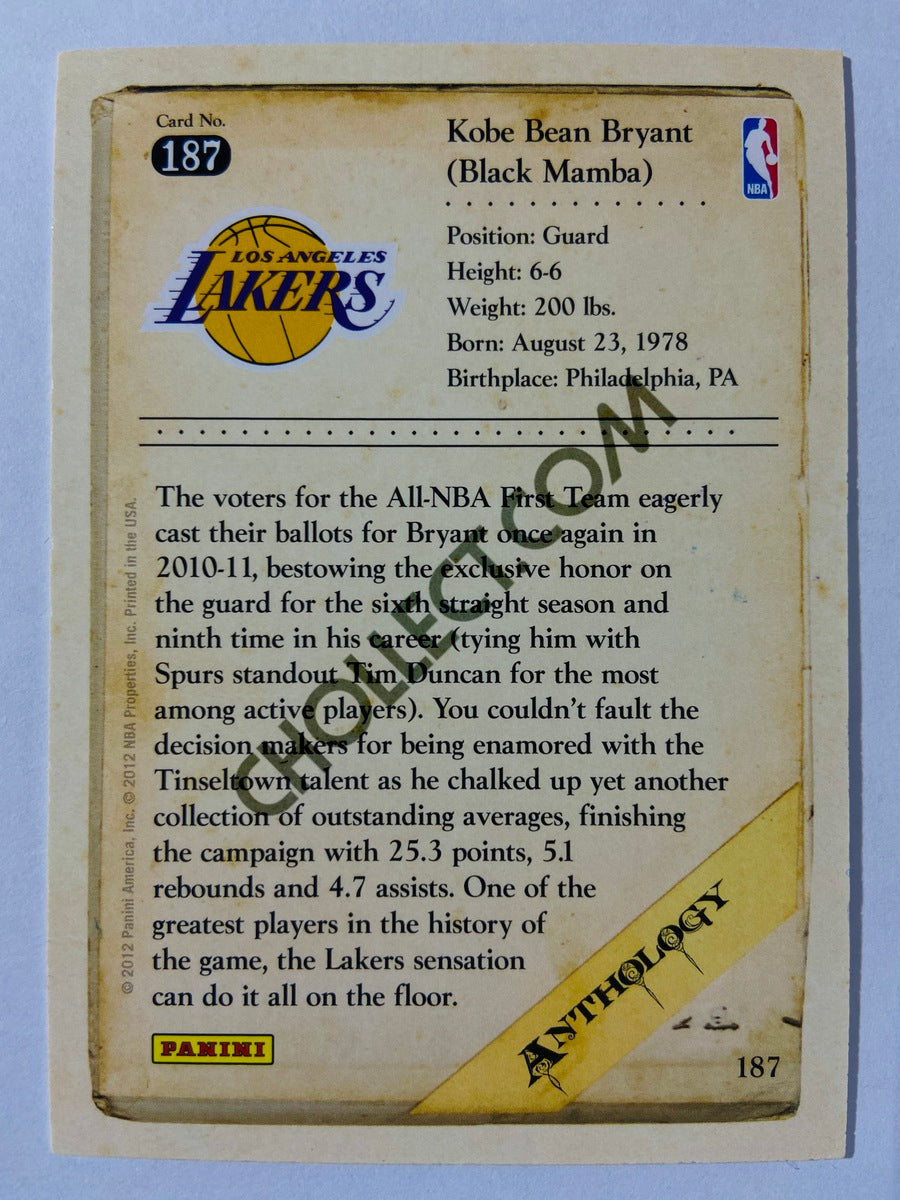 Card No.
187
Kobe Bean Bryant
(Black Mamba)
NBA
LOS ANGELES
LAKERS
Position: Guard
Height: 6-6
Weight: 200 lbs.
Born: August 23, 1978
Birthplace: Philadelphia, PA
The voters for the All-NBA First Team eagerly
cast their ballots for Bryant once again in
2010-11, bestowing the exclusive honor on
the guard for the sixth straight season and
ninth time in his career (tying him with
Spurs standout Tim Duncan for the most
among active players). You couldn't fault the
decision makers for being enamored with the
Tinseltown talent as he chalked up yet another
collection of outstanding averages, finishing
the campaign with 25.3 points, 5.1
rebounds and 4.7 assists. One of the
greatest players in the history of
the game, the Lakers sensation
can do it all on the floor.
© 2012 Panini America, Inc. © 2012 NBA Properties, Inc. Printed in the USA.
CHOLLECT.COM
ANTHOLOGY
PANINI
187